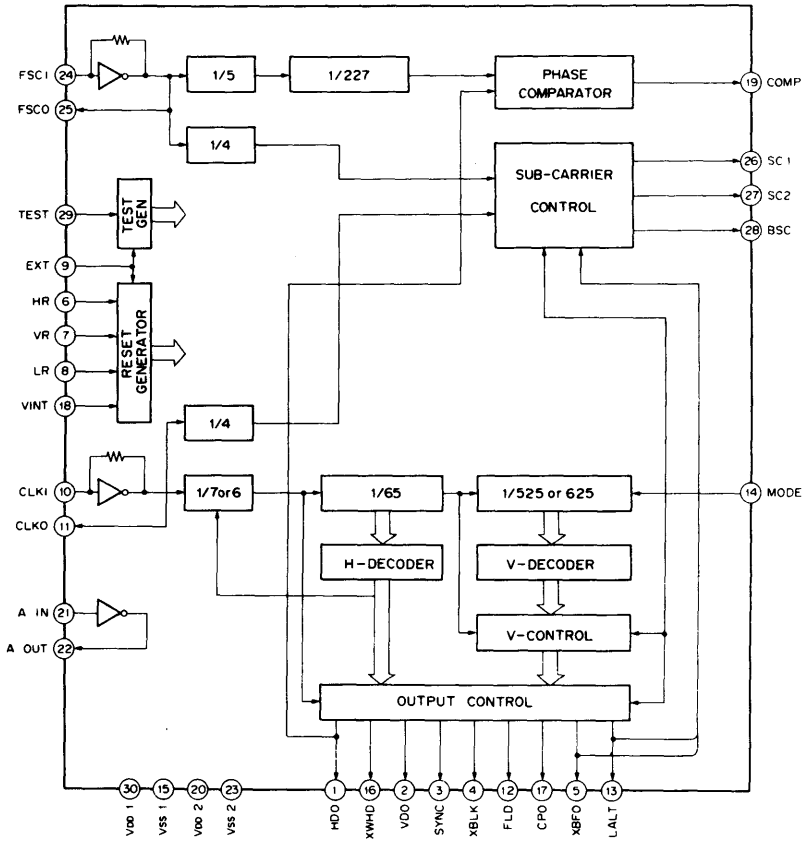 FSCI 24
1/5
1/227
PHASE
COMPARATOR
19 COMP
FSCO 25
1/4
SUB-CARRIER
CONTROL
26 SC1
27 SC2
28 BSC
TEST 29
TEST
GEN
EXT 9
HR 6
VR 7
LR 8
VINT 18
RESET
GENERATOR
1/4
CLKI 10
1/7or6
1/65
1/525 or 625
14 MODE
CLKO 11
H-DECODER
V-DECODER
A IN 21
V-CONTROL
A OUT 22
OUTPUT CONTROL
30 15 20 23 1 16 2 3 4 12 17 5 13
VDD 1
VSS 1
VDD 2
VSS 2
HDO
XWHD
VDO
SYNC
XBLK
FLD
CPO
XBFO
LALT